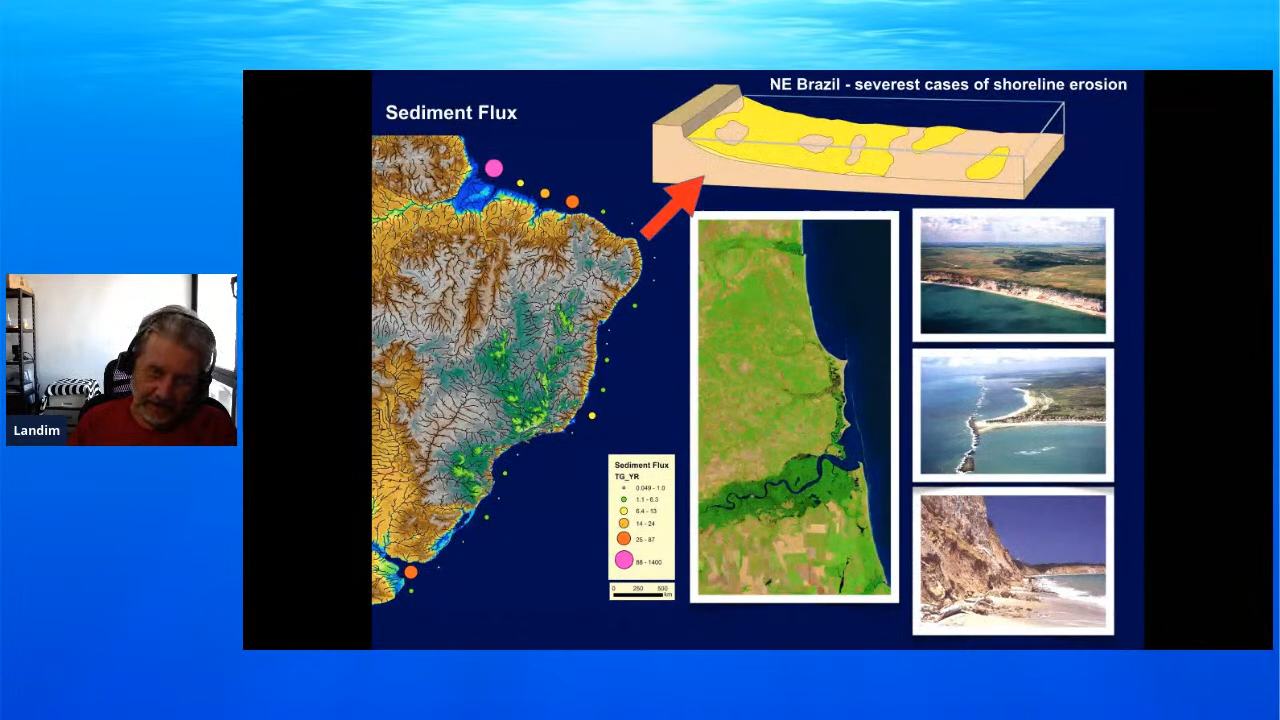 NE Brazil - severest cases of shoreline erosion
Sediment Flux
Landim
Sediment Flux
TG_YR
0.049 - 1.0
1.1 - 6.3
6.4 - 13
14 - 24
25 - 87
88 - 1400
0 250 500
km